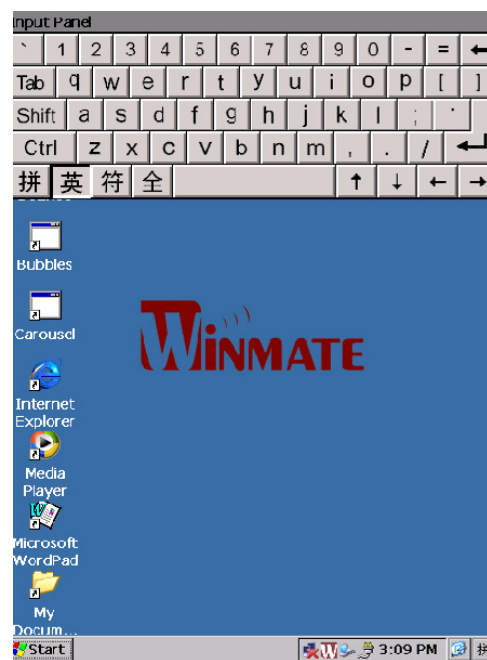 Input Panel
` 1 2 3 4 5 6 7 8 9 0 - = ←
Tab q w e r t y u i o p [ ]
Shift a s d f g h j k l ; '
Ctrl z x c v b n m , . / ↵
拼 英 符 全 ↑ ↓ ← →
Bubbles
Carousel
WINMATE
Internet
Explorer
Media
Player
Microsoft
WordPad
My
Docum...
Start W 3:09 PM 拼